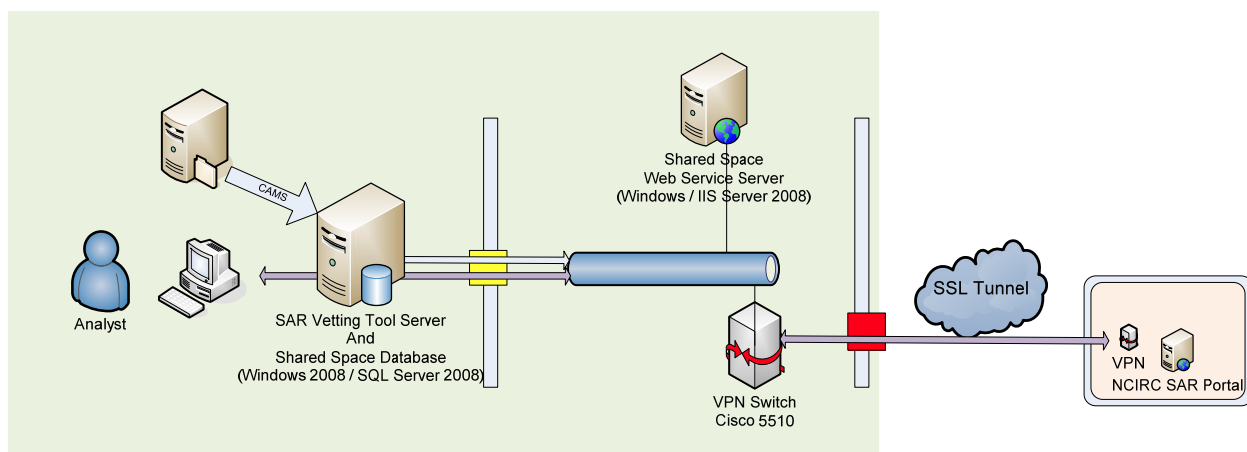 CAMS
Shared Space
Web Service Server
(Windows / IIS Server 2008)
Analyst
SAR Vetting Tool Server
And
Shared Space Database
(Windows 2008 / SQL Server 2008)
VPN Switch
Cisco 5510
SSL Tunnel
VPN
NCIRC SAR Portal